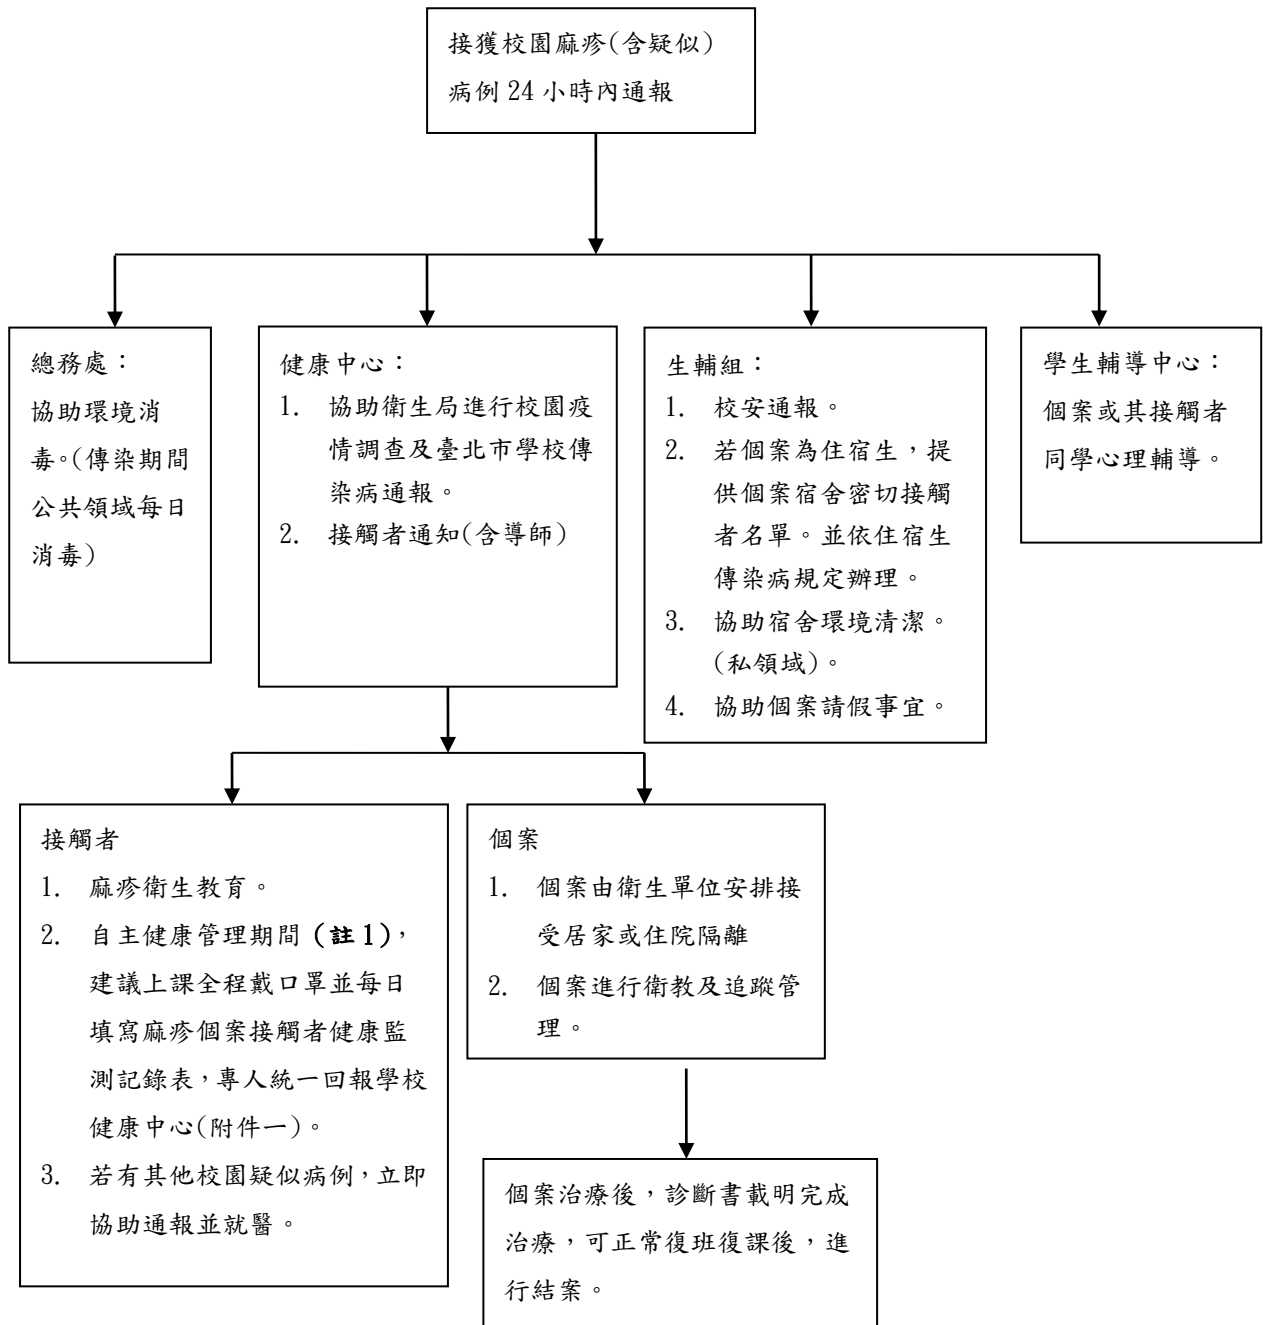 接獲校園麻疹(含疑似)
病例 24 小時內通報
總務處：
協助環境消
毒。(傳染期間
公共領域每日
消毒)
健康中心：
1. 協助衛生局進行校園疫
情調查及臺北市學校傳
染病通報。
2. 接觸者通知(含導師)
生輔組：
1. 校安通報。
2. 若個案為住宿生，提
供個案宿舍密切接觸
者名單。並依住宿生
傳染病規定辦理。
3. 協助宿舍環境清潔。
(私領域)。
4. 協助個案請假事宜。
學生輔導中心：
個案或其接觸者
同學心理輔導。
接觸者
1. 麻疹衛生教育。
2. 自主健康管理期間(註 1)，
建議上課全程戴口罩並每日
填寫麻疹個案接觸者健康監
測記錄表，專人統一回報學校
健康中心(附件一)。
3. 若有其他校園疑似病例，立即
協助通報並就醫。
個案
1. 個案由衛生單位安排接
受居家或住院隔離
2. 個案進行衛教及追蹤管
理。
個案治療後，診斷書載明完成
治療，可正常復班復課後，進
行結案。